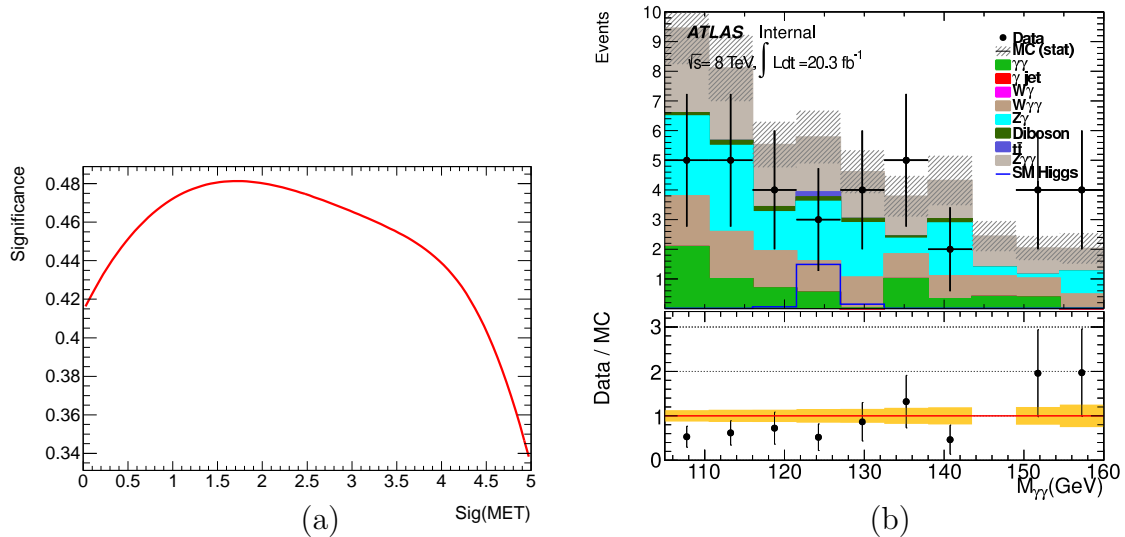 Significance
0.48
0.46
0.44
0.42
0.4
0.38
0.36
0.34
0 0.5 1 1.5 2 2.5 3 3.5 4 4.5 5
Sig(MET)
(a)
Events
10
9
8
7
6
5
4
3
2
1
ATLAS Internal
√s= 8 TeV, ∫ Ldt =20.3 fb⁻¹
Data
MC (stat)
γγ
γ jet
Wγ
Wγγ
Zγ
Diboson
tt̄
Zγγ
SM Higgs
Data / MC
3
2
1
0
110 120 130 140 150 160
M_γγ(GeV)
(b)